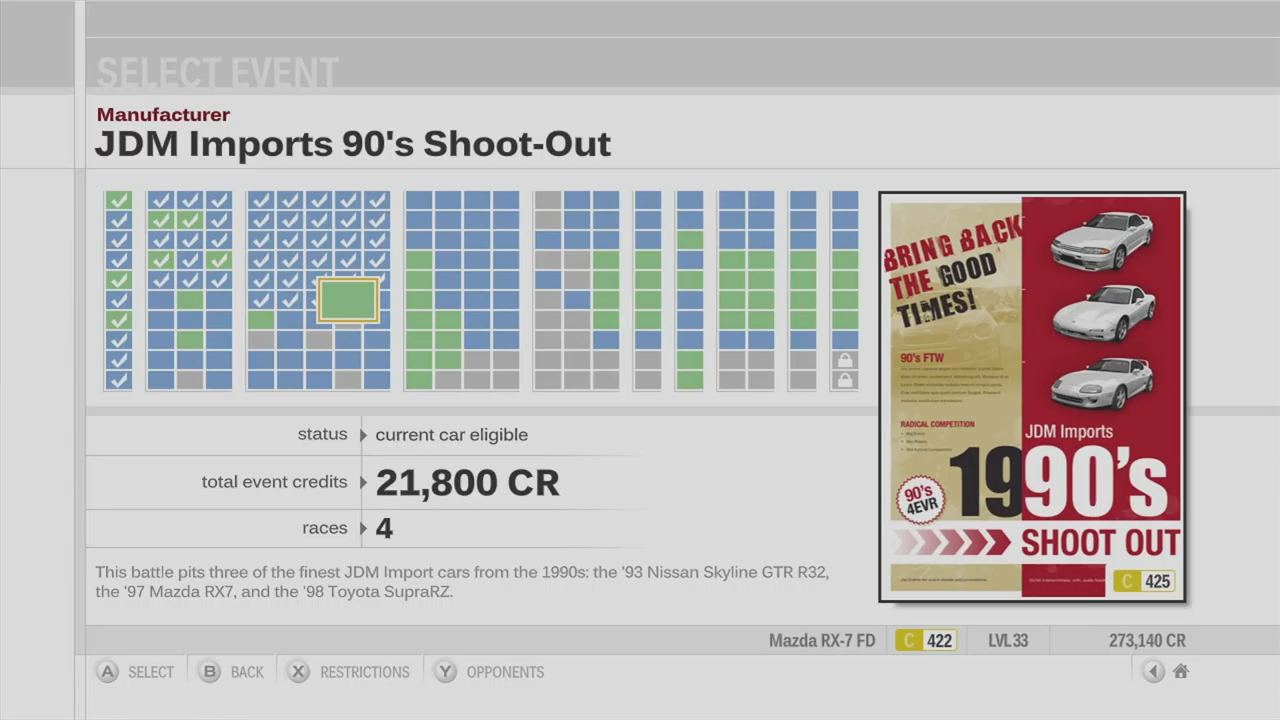 SELECT EVENT
Manufacturer
JDM Imports 90's Shoot-Out
BRING BACK
THE GOOD
TIMES!
90's FTW
RADICAL COMPETITION
JDM Imports
1990's
90's
4EVR
SHOOT OUT
C 425
status current car eligible
total event credits 21,800 CR
races 4
This battle pits three of the finest JDM Import cars from the 1990s: the '93 Nissan Skyline GTR R32,
the '97 Mazda RX7, and the '98 Toyota SupraRZ.
Mazda RX-7 FD C 422 LVL 33 273,140 CR
A SELECT B BACK X RESTRICTIONS Y OPPONENTS